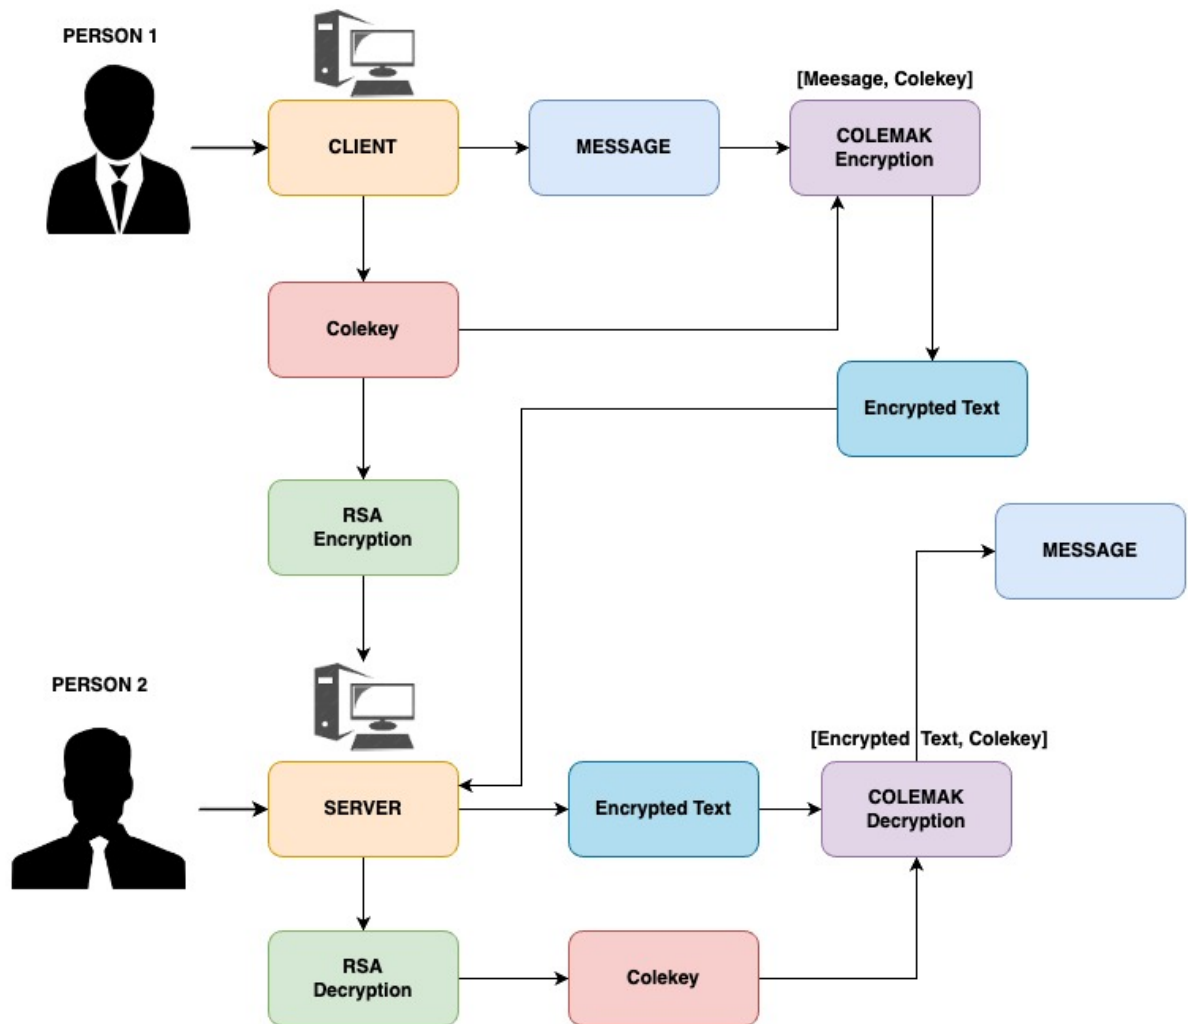 PERSON 1
[Meesage, Colekey]
CLIENT
MESSAGE
COLEMAK
Encryption
Colekey
Encrypted Text
RSA
Encryption
MESSAGE
PERSON 2
[Encrypted Text, Colekey]
SERVER
Encrypted Text
COLEMAK
Decryption
RSA
Decryption
Colekey